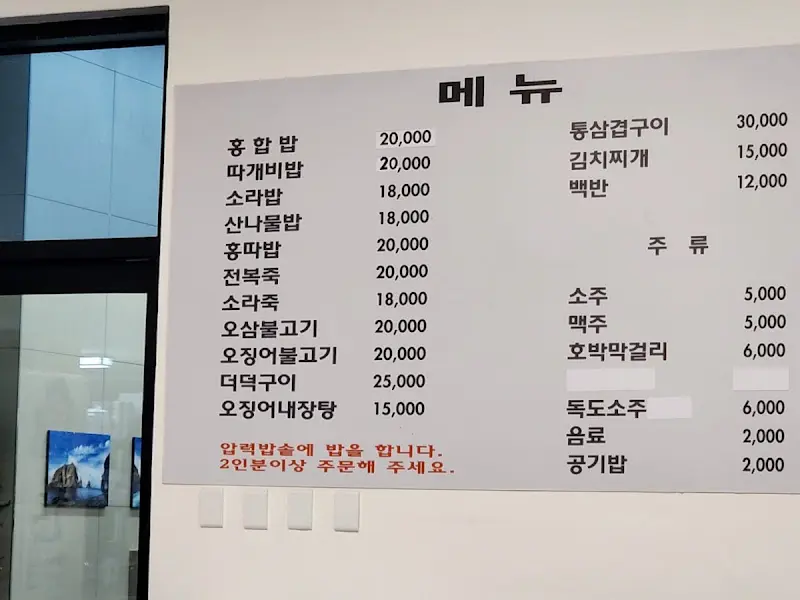 메뉴
홍합밥 20,000
따개비밥 20,000
소라밥 18,000
산나물밥 18,000
홍따밥 20,000
전복죽 20,000
소라죽 18,000
오삼불고기 20,000
오징어불고기 20,000
더덕구이 25,000
오징어내장탕 15,000
압력밥솥에 밥을 합니다.
2인분이상 주문해 주세요.
통삼겹구이 30,000
김치찌개 15,000
백반 12,000
주류
소주 5,000
맥주 5,000
호박막걸리 6,000
독도소주 6,000
음료 2,000
공기밥 2,000